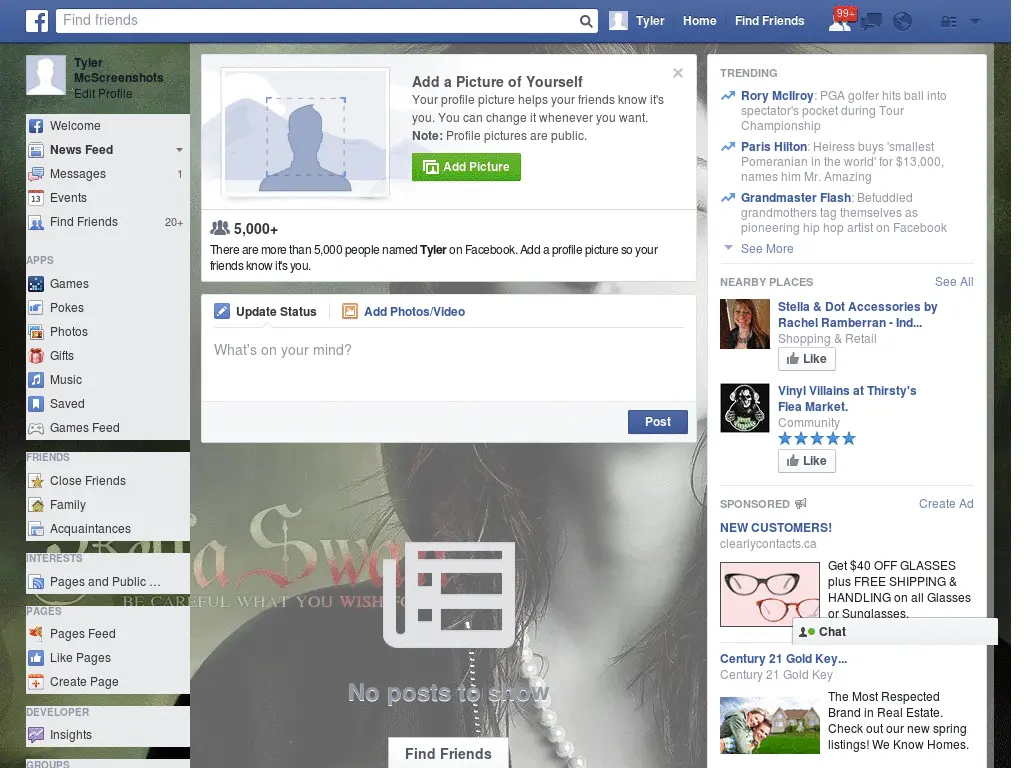 Find friends
Tyler
Home
Find Friends
99+
Tyler
McScreenshots
Edit Profile
Welcome
News Feed
Messages 1
13 Events
Find Friends 20+
APPS
Games
Pokes
Photos
Gifts
Music
Saved
Games Feed
FRIENDS
Close Friends
Family
Acquaintances
INTERESTS
Pages and Public ...
PAGES
Pages Feed
Like Pages
Create Page
DEVELOPER
Insights
GROUPS
Add a Picture of Yourself
Your profile picture helps your friends know it's
you. You can change it whenever you want.
Note: Profile pictures are public.
Add Picture
5,000+
There are more than 5,000 people named Tyler on Facebook. Add a profile picture so your
friends know it's you.
Update Status
Add Photos/Video
What's on your mind?
Post
Swan
BE CAREFUL WHAT YOU WISH FO
No posts to show
Find Friends
TRENDING
Rory McIlroy: PGA golfer hits ball into
spectator's pocket during Tour
Championship
Paris Hilton: Heiress buys 'smallest
Pomeranian in the world' for $13,000,
names him Mr. Amazing
Grandmaster Flash: Befuddled
grandmothers tag themselves as
pioneering hip hop artist on Facebook
See More
NEARBY PLACES See All
Stella & Dot Accessories by
Rachel Ramberran - Ind...
Shopping & Retail
Like
Vinyl Villains at Thirsty's
Flea Market.
Community
Like
SPONSORED Create Ad
NEW CUSTOMERS!
clearlycontacts.ca
Get $40 OFF GLASSES
plus FREE SHIPPING &
HANDLING on all Glasses
or Sunglasses.
Chat
Century 21 Gold Key...
Century 21 Gold Key
The Most Respected
Brand in Real Estate.
Check out our new spring
listings! We Know Homes.